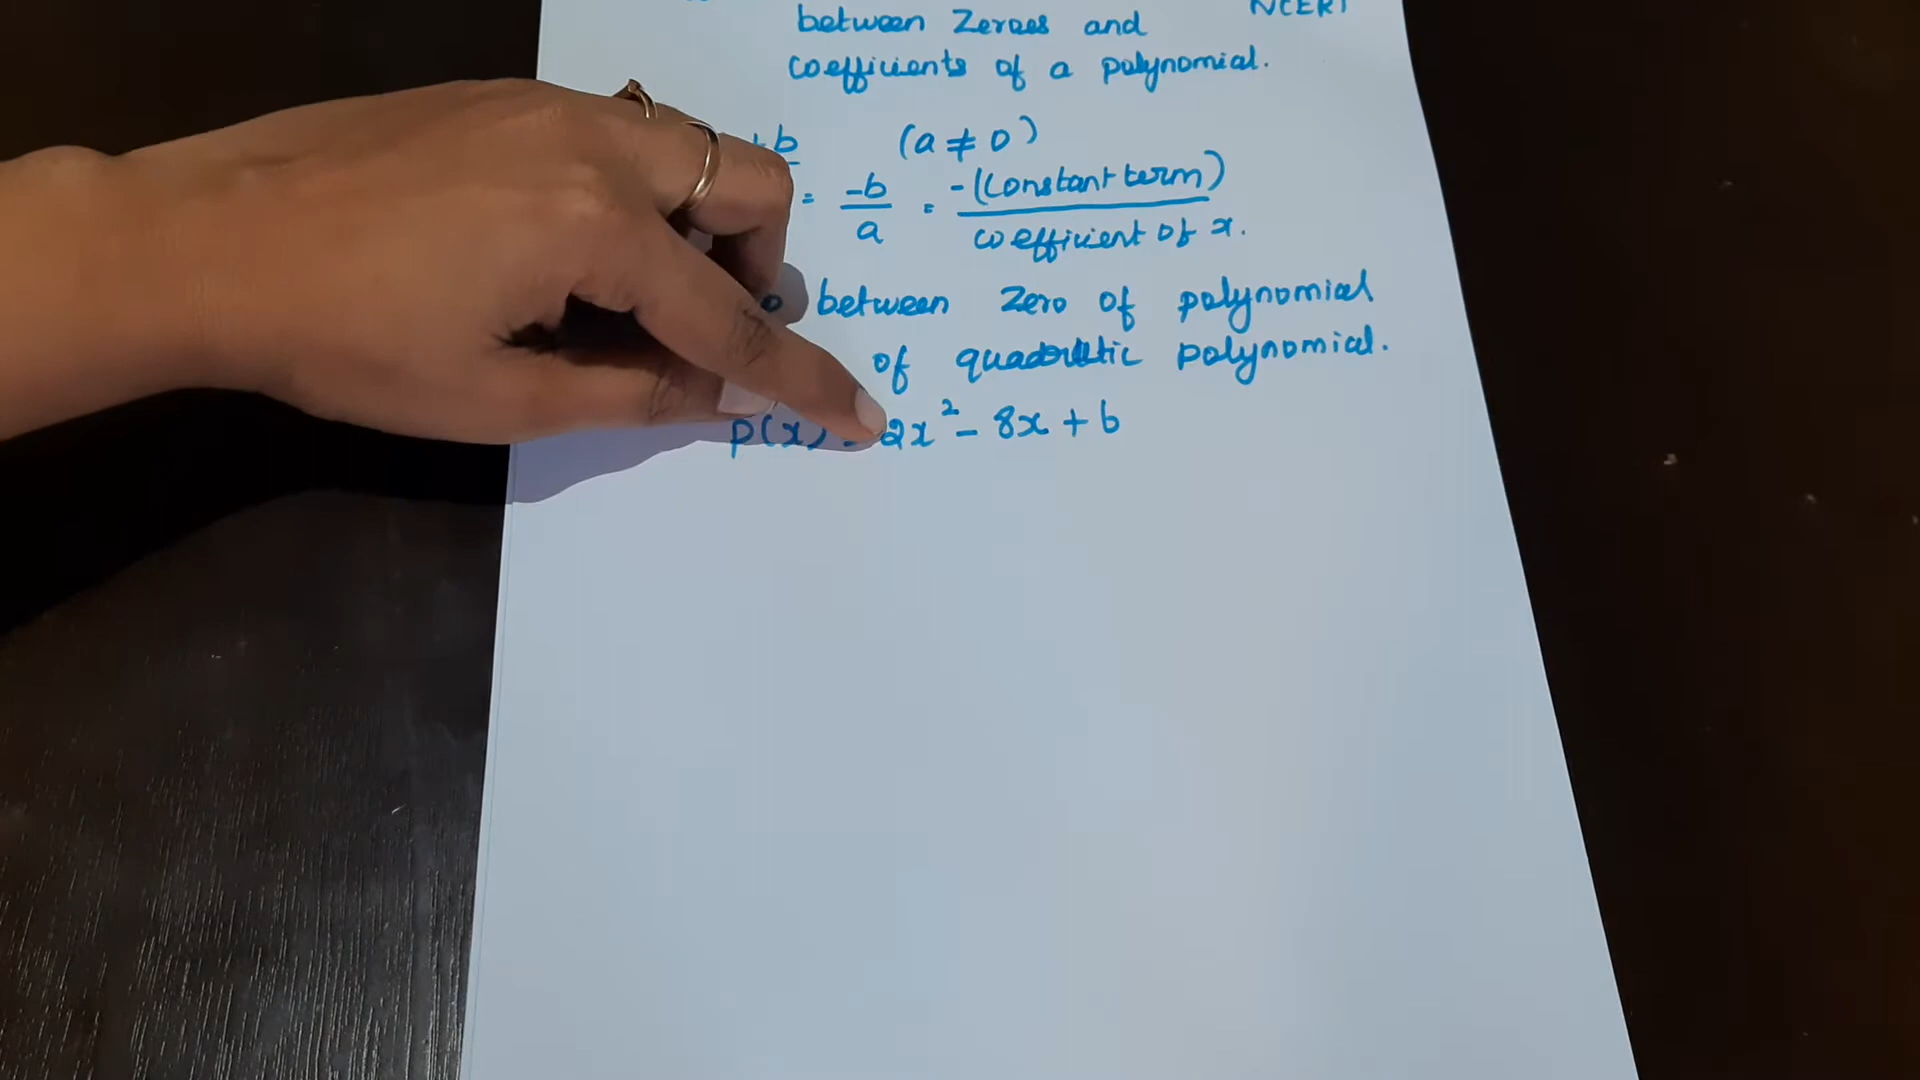 between Zeroes and NCERT
coefficients of a polynomial.
+b (a ≠ 0)
= -b/a = -(Constant term)/coefficient of x.
between Zero of polynomial
of quadratic polynomial.
p(x) = 2x² - 8x + 6